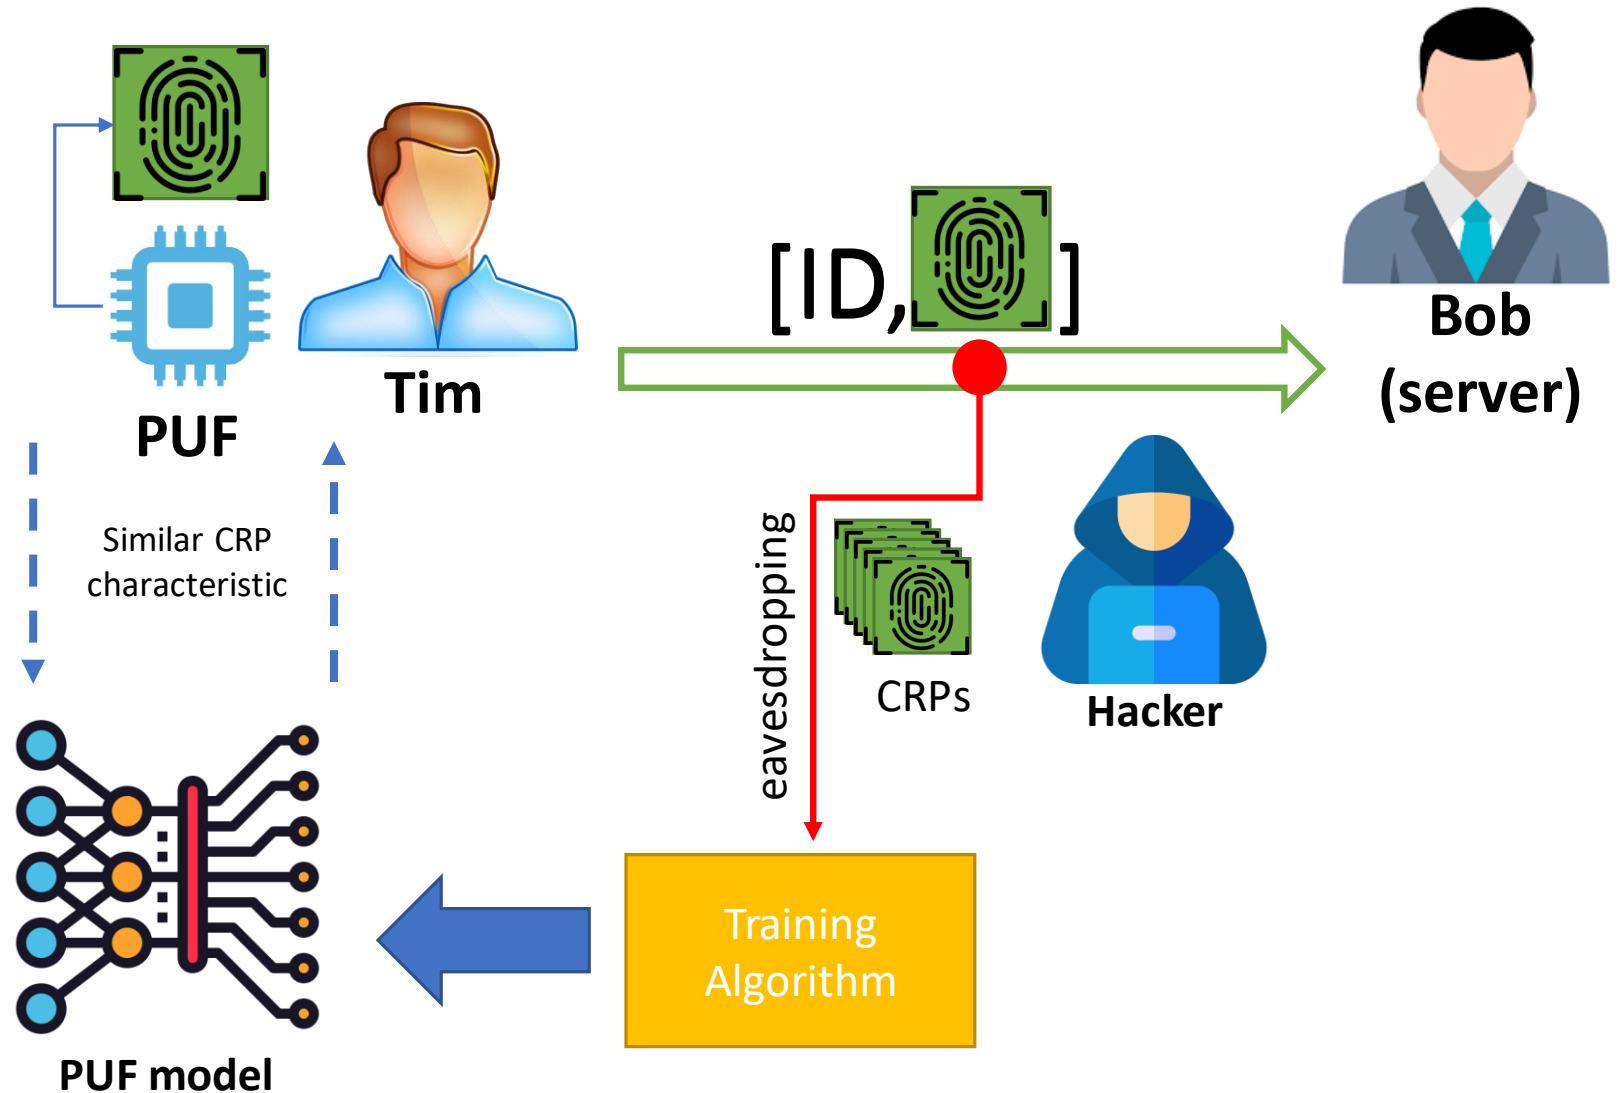 [ID, ]
Bob
(server)
Tim
PUF
Similar CRP
characteristic
eavesdropping
CRPs
Hacker
Training
Algorithm
PUF model